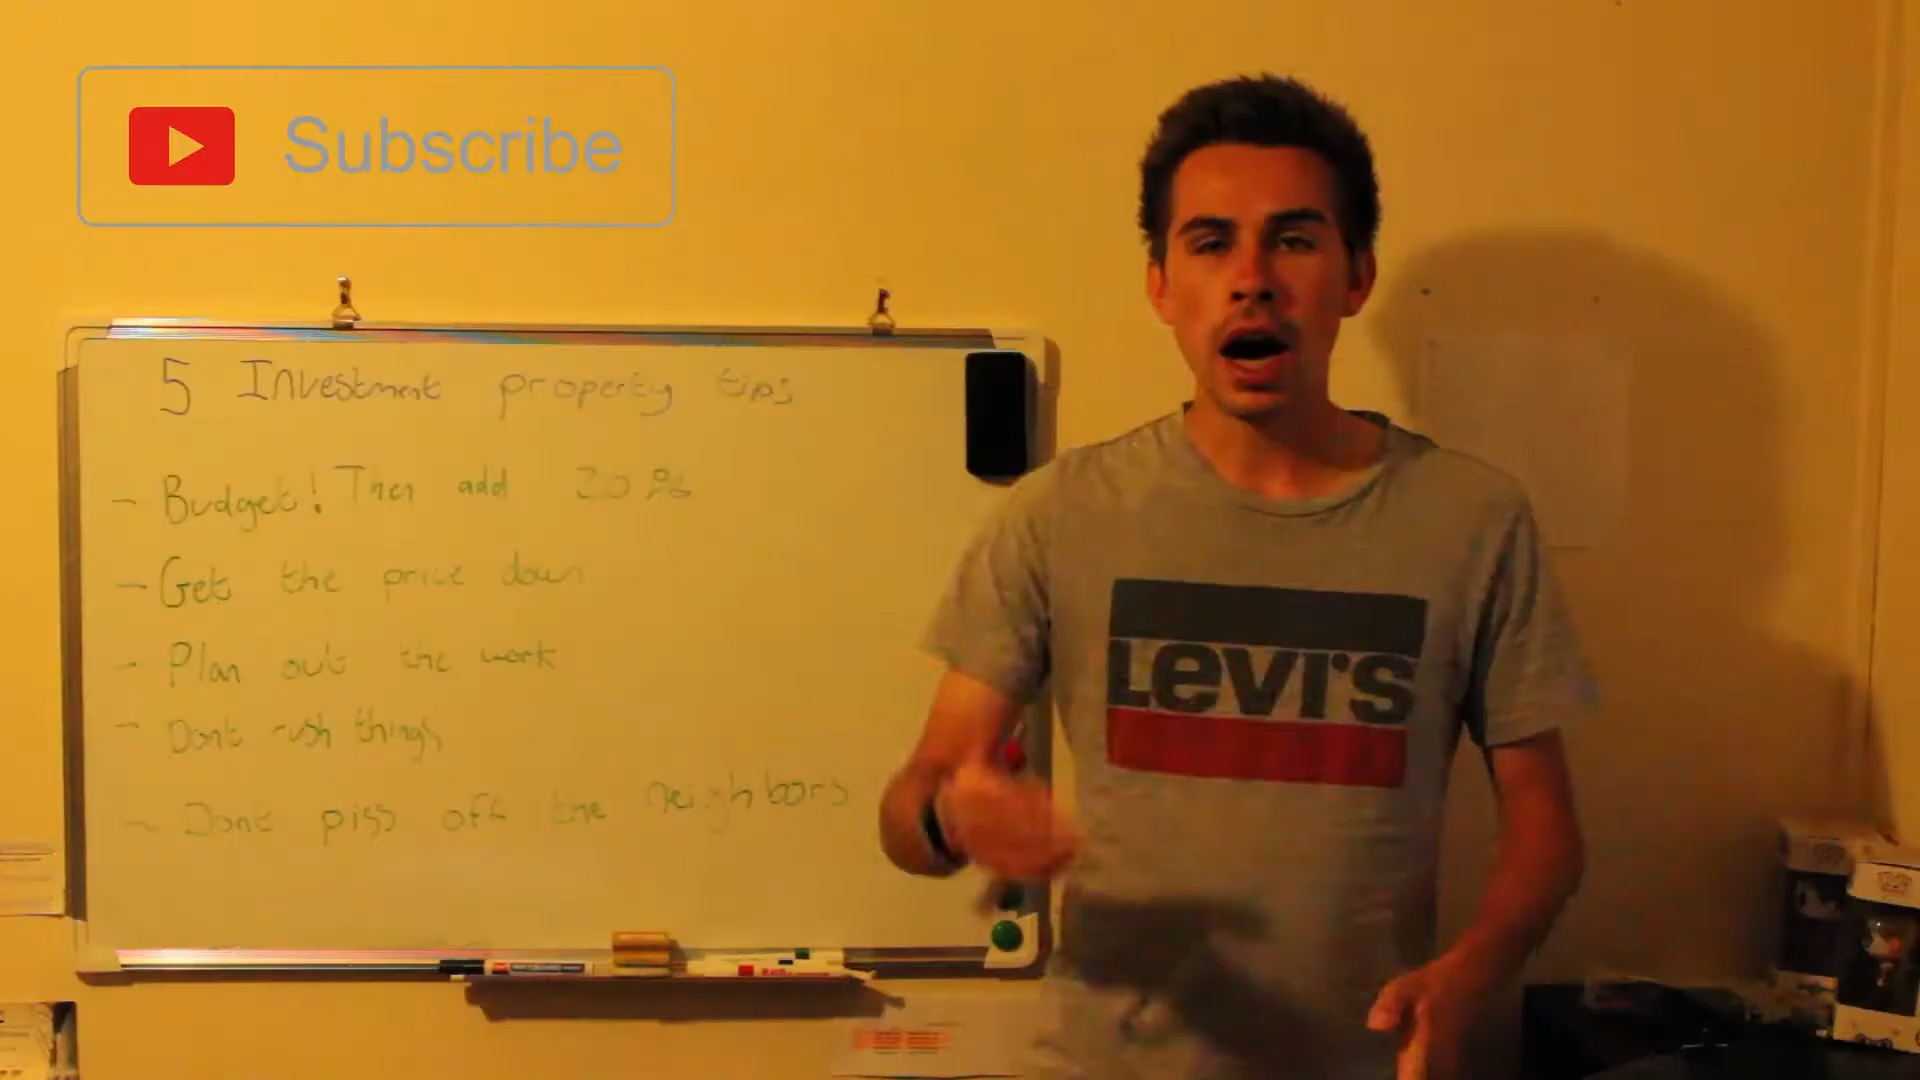 Subscribe
5 Investment property tips
- Budget! Then add 20%
- Get the price down
- Plan out the work
- Dont rush things
- Dont piss off the neighbors
Levi's